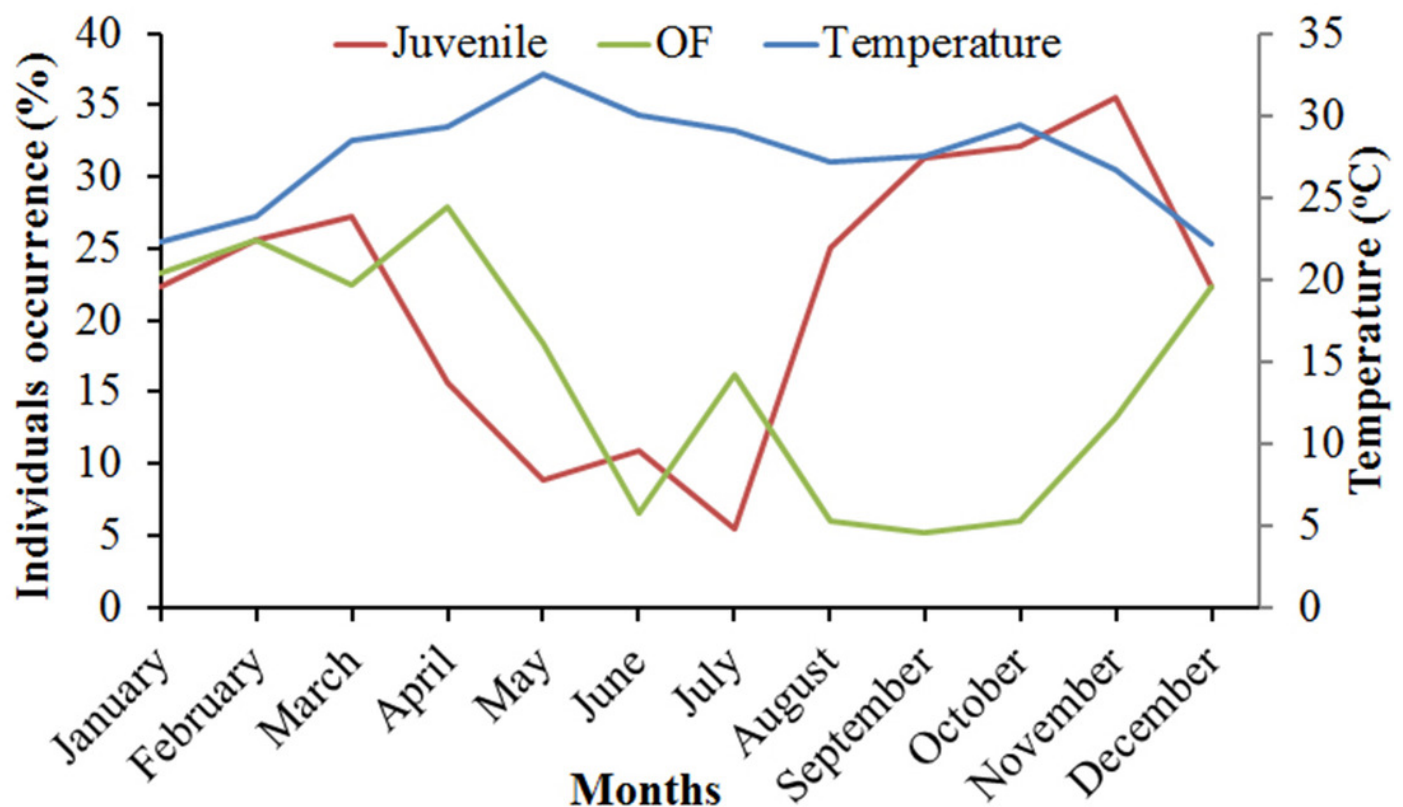 Juvenile OF Temperature
Individuals occurrence (%)
40
35
30
25
20
15
10
5
0
35
30
25
20
15
10
5
0
Temperature (°C)
January
February
March
April
May
June
July
August
September
October
November
December
Months